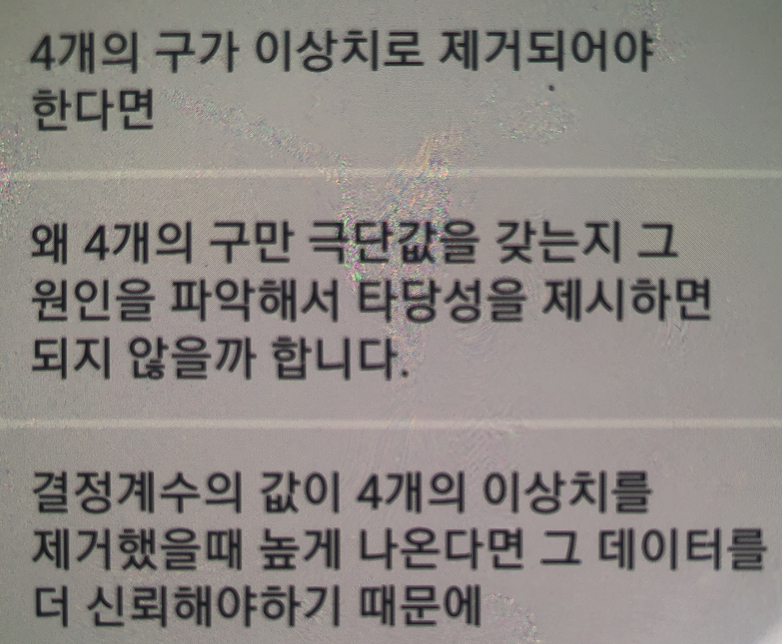 4개의 구가 이상치로 제거되어야
한다면
왜 4개의 구만 극단값을 갖는지 그
원인을 파악해서 타당성을 제시하면
되지 않을까 합니다.
결정계수의 값이 4개의 이상치를
제거했을때 높게 나온다면 그 데이터를
더 신뢰해야하기 때문에